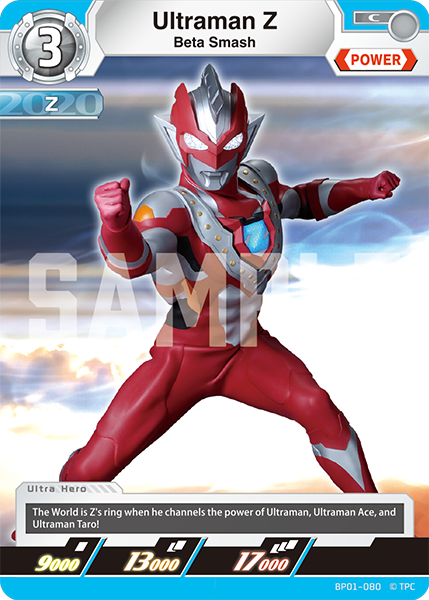 3
Ultraman Z
Beta Smash
C
POWER
2020
Z
SAMPLE
Ultra Hero
The World is Z's ring when he channels the power of Ultraman, Ultraman Ace, and
Ultraman Taro!
9000
13000
17000
BP01-080 © TPC